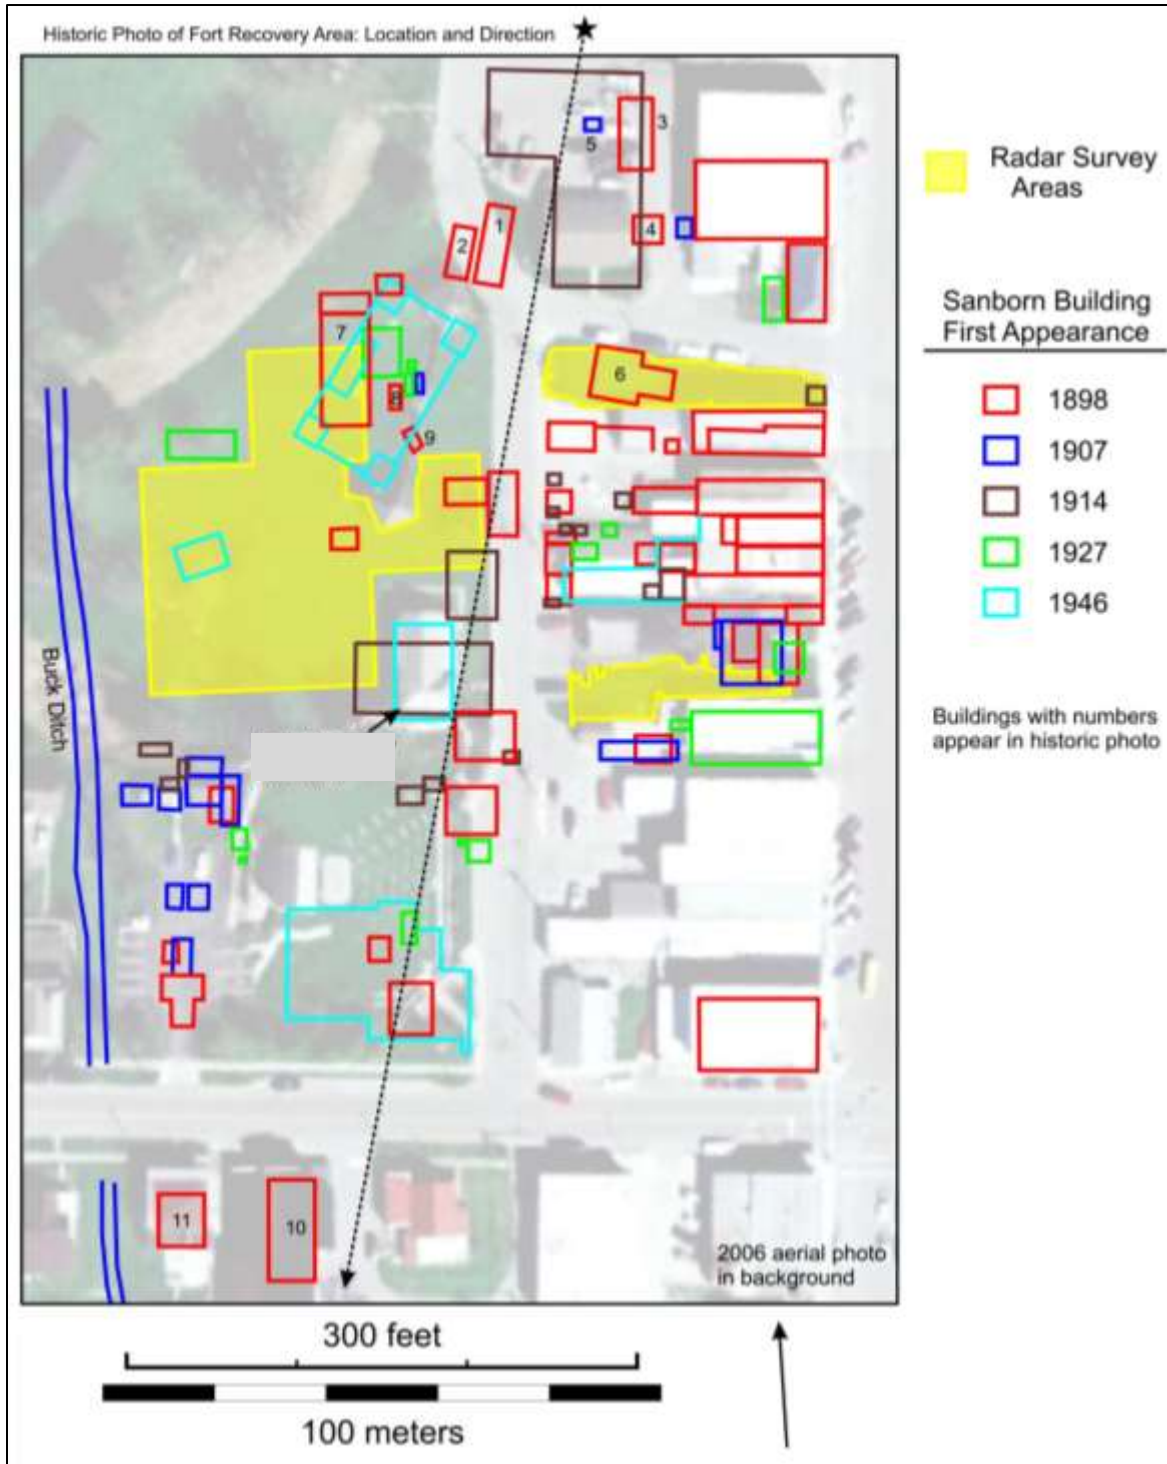 Historic Photo of Fort Recovery Area: Location and Direction
3
5
1
4
2
7
6
8
9
Buck Ditch
11
10
2006 aerial photo
in background
Radar Survey
Areas
Sanborn Building
First Appearance
1898
1907
1914
1927
1946
Buildings with numbers
appear in historic photo
300 feet
100 meters